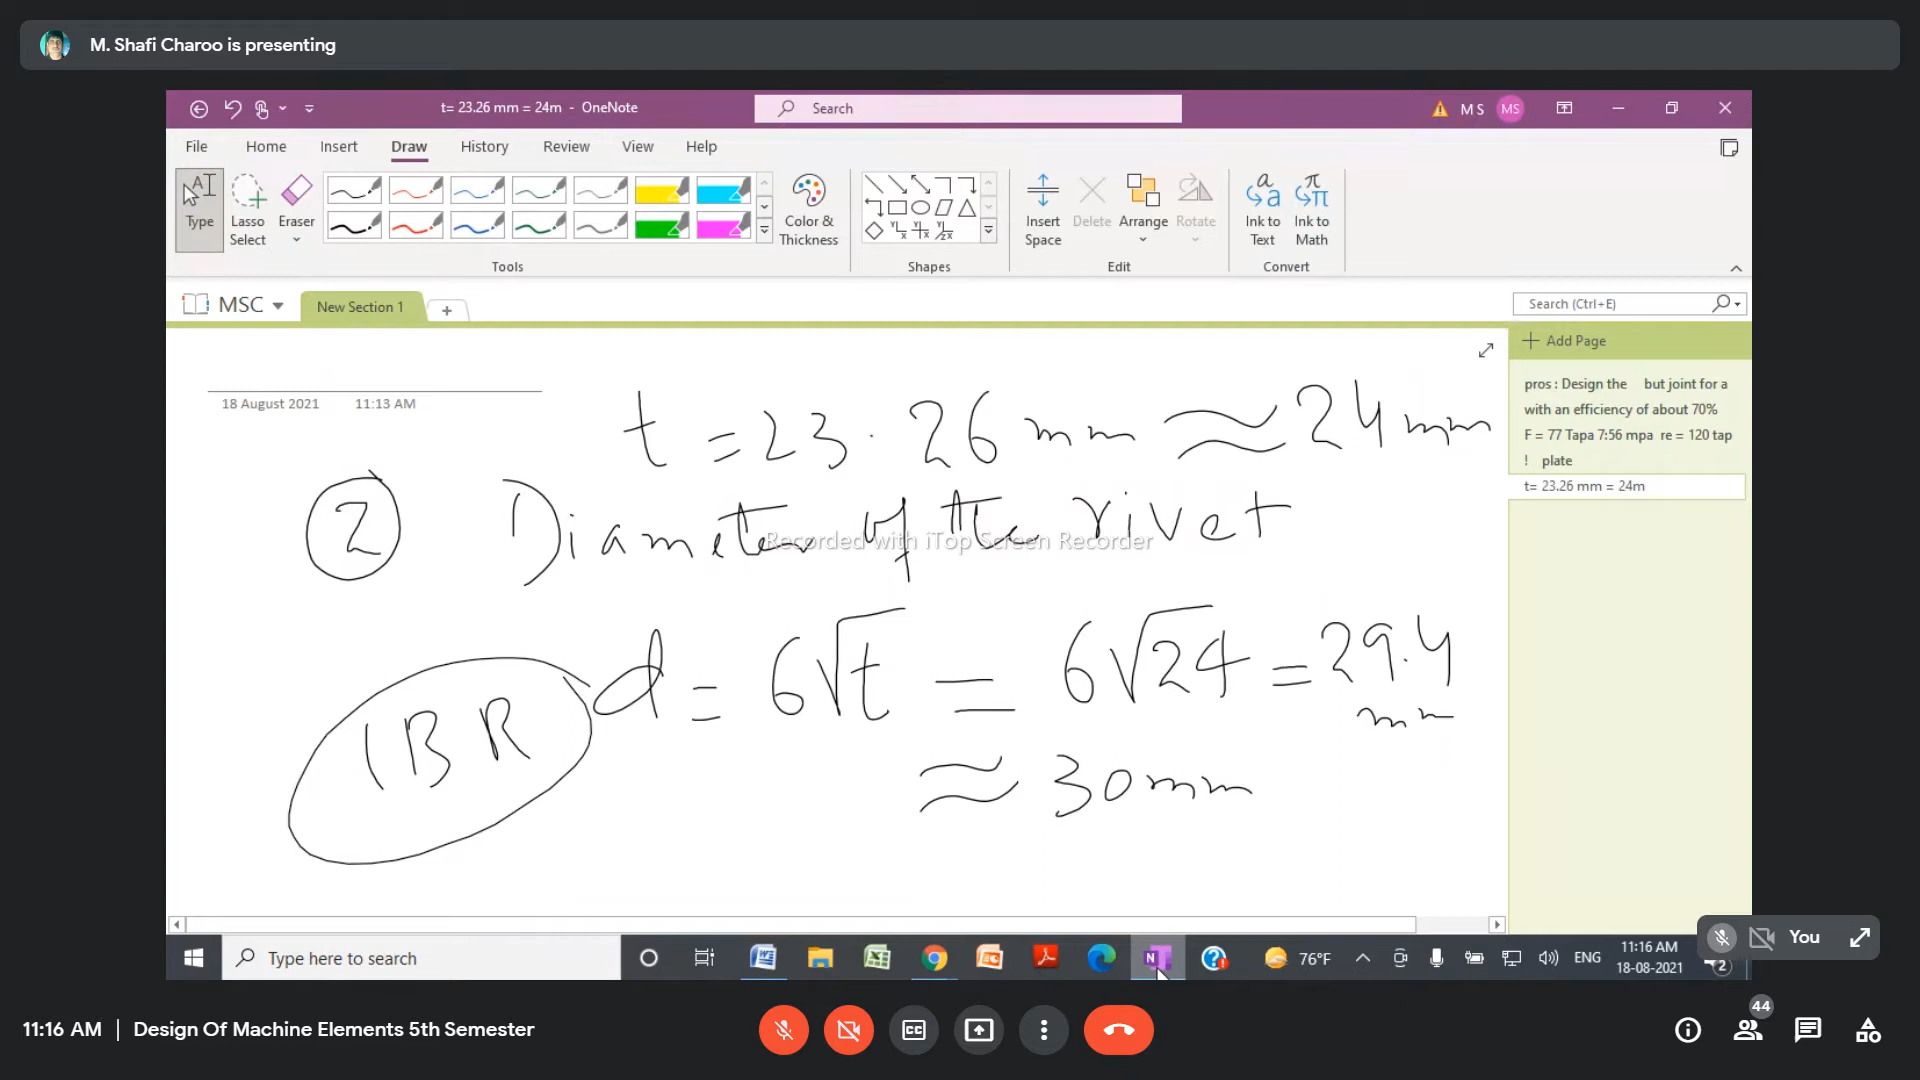 M. Shafi Charoo is presenting
t= 23.26 mm = 24m - OneNote
Search
M S
MS
File Home Insert Draw History Review View Help
Type
Lasso Select
Eraser
Color & Thickness
Insert Space
Delete
Arrange
Rotate
Ink to Text
Ink to Math
Tools
Shapes
Edit
Convert
MSC
New Section 1
Search (Ctrl+E)
Add Page
pros : Design the but joint for a
with an efficiency of about 70%
F = 77 Tapa 7:56 mpa re = 120 tap
! plate
t= 23.26 mm = 24m
18 August 2021 11:13 AM
t = 23.26 mm ≈ 24 mm
2 Diameter of the rivet
Recorded with iTop Screen Recorder
IBR d = 6√t = 6√24 = 29.4
mm
≈ 30 mm
Type here to search
76°F
ENG
11:16 AM
18-08-2021
2
You
11:16 AM | Design Of Machine Elements 5th Semester
CC
44